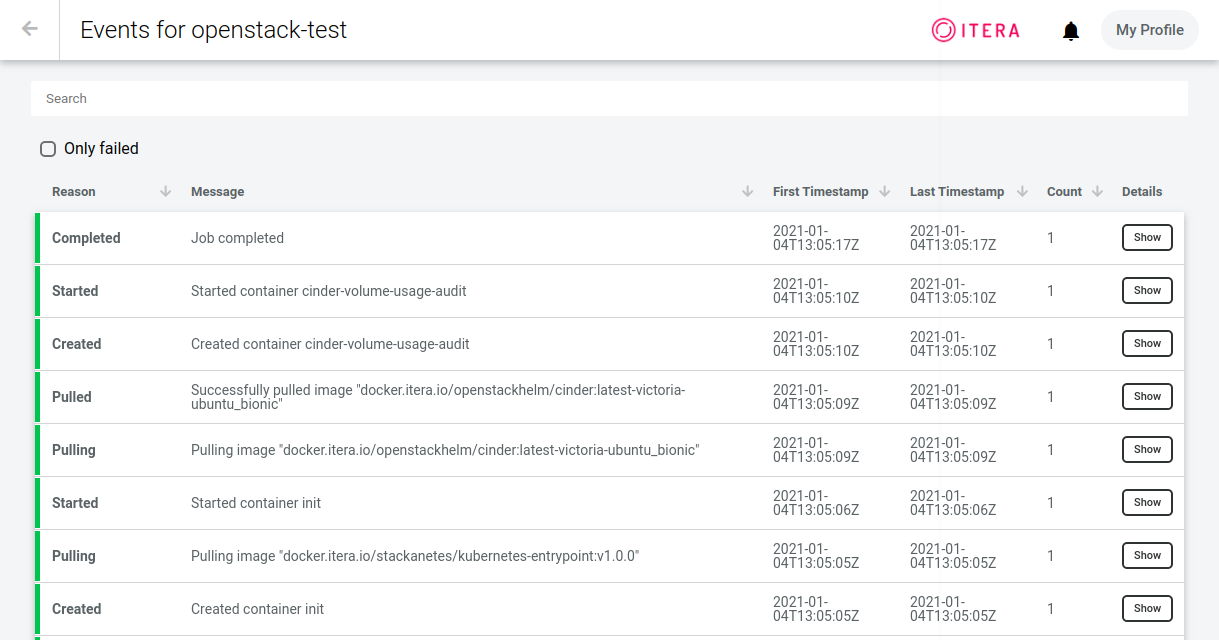 Events for openstack-test
ITERA
My Profile
Search
Only failed
Reason Message First Timestamp Last Timestamp Count Details
Completed Job completed 2021-01- 2021-01- 1 Show
04T13:05:17Z 04T13:05:17Z
Started Started container cinder-volume-usage-audit 2021-01- 2021-01- 1 Show
04T13:05:10Z 04T13:05:10Z
Created Created container cinder-volume-usage-audit 2021-01- 2021-01- 1 Show
04T13:05:10Z 04T13:05:10Z
Pulled Successfully pulled image "docker.itera.io/openstackhelm/cinder:latest-victoria- 2021-01- 2021-01- 1 Show
ubuntu_bionic" 04T13:05:09Z 04T13:05:09Z
Pulling Pulling image "docker.itera.io/openstackhelm/cinder:latest-victoria-ubuntu_bionic" 2021-01- 2021-01- 1 Show
04T13:05:09Z 04T13:05:09Z
Started Started container init 2021-01- 2021-01- 1 Show
04T13:05:06Z 04T13:05:06Z
Pulling Pulling image "docker.itera.io/stackanetes/kubernetes-entrypoint:v1.0.0" 2021-01- 2021-01- 1 Show
04T13:05:05Z 04T13:05:05Z
Created Created container init 2021-01- 2021-01- 1 Show
04T13:05:05Z 04T13:05:05Z